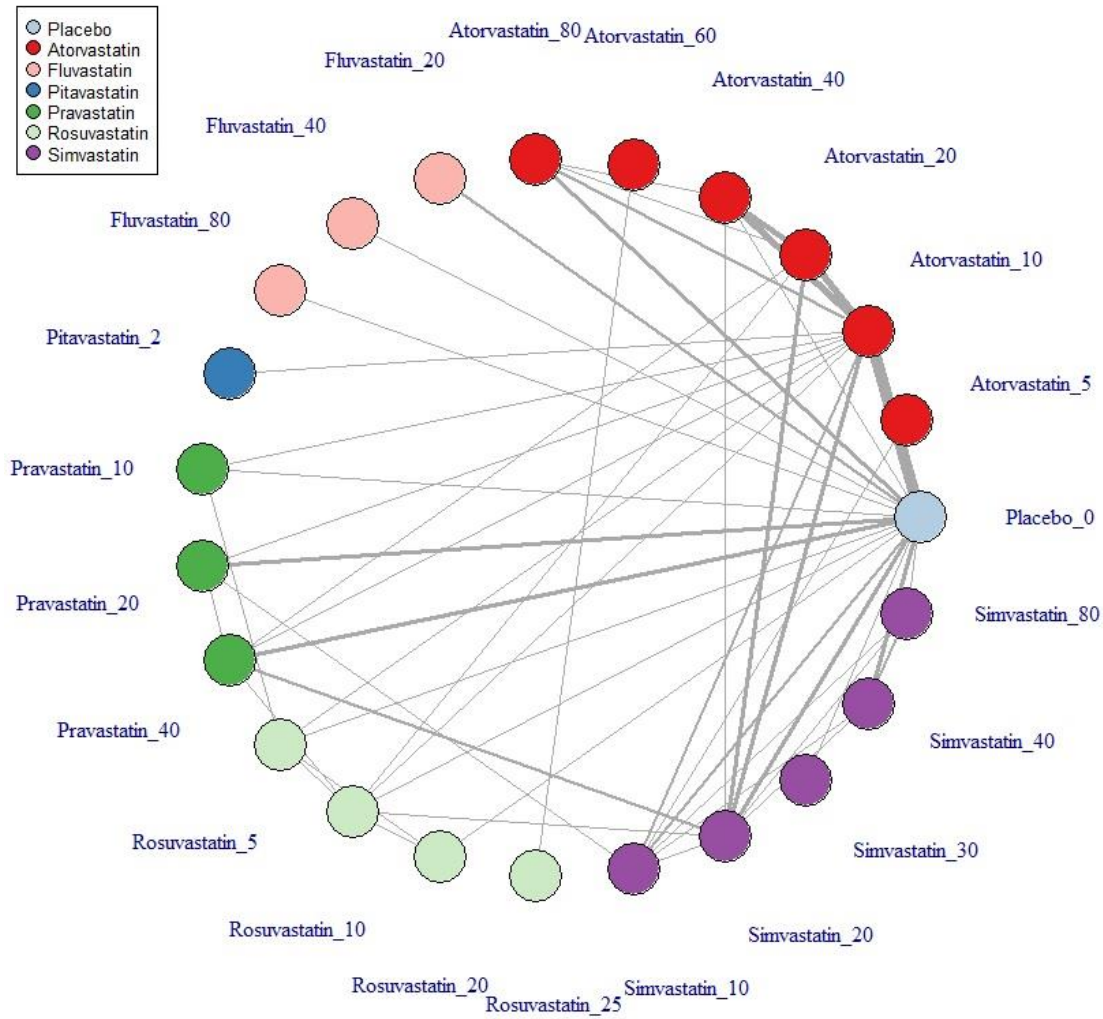 Placebo
Atorvastatin
Fluvastatin
Pitavastatin
Pravastatin
Rosuvastatin
Simvastatin
Atorvastatin_80 Atorvastatin_60
Fluvastatin_20
Atorvastatin_40
Fluvastatin_40
Atorvastatin_20
Fluvastatin_80
Atorvastatin_10
Pitavastatin_2
Atorvastatin_5
Pravastatin_10
Placebo_0
Pravastatin_20
Simvastatin_80
Pravastatin_40
Simvastatin_40
Rosuvastatin_5
Simvastatin_30
Rosuvastatin_10
Simvastatin_20
Rosuvastatin_20
Simvastatin_10
Rosuvastatin_25